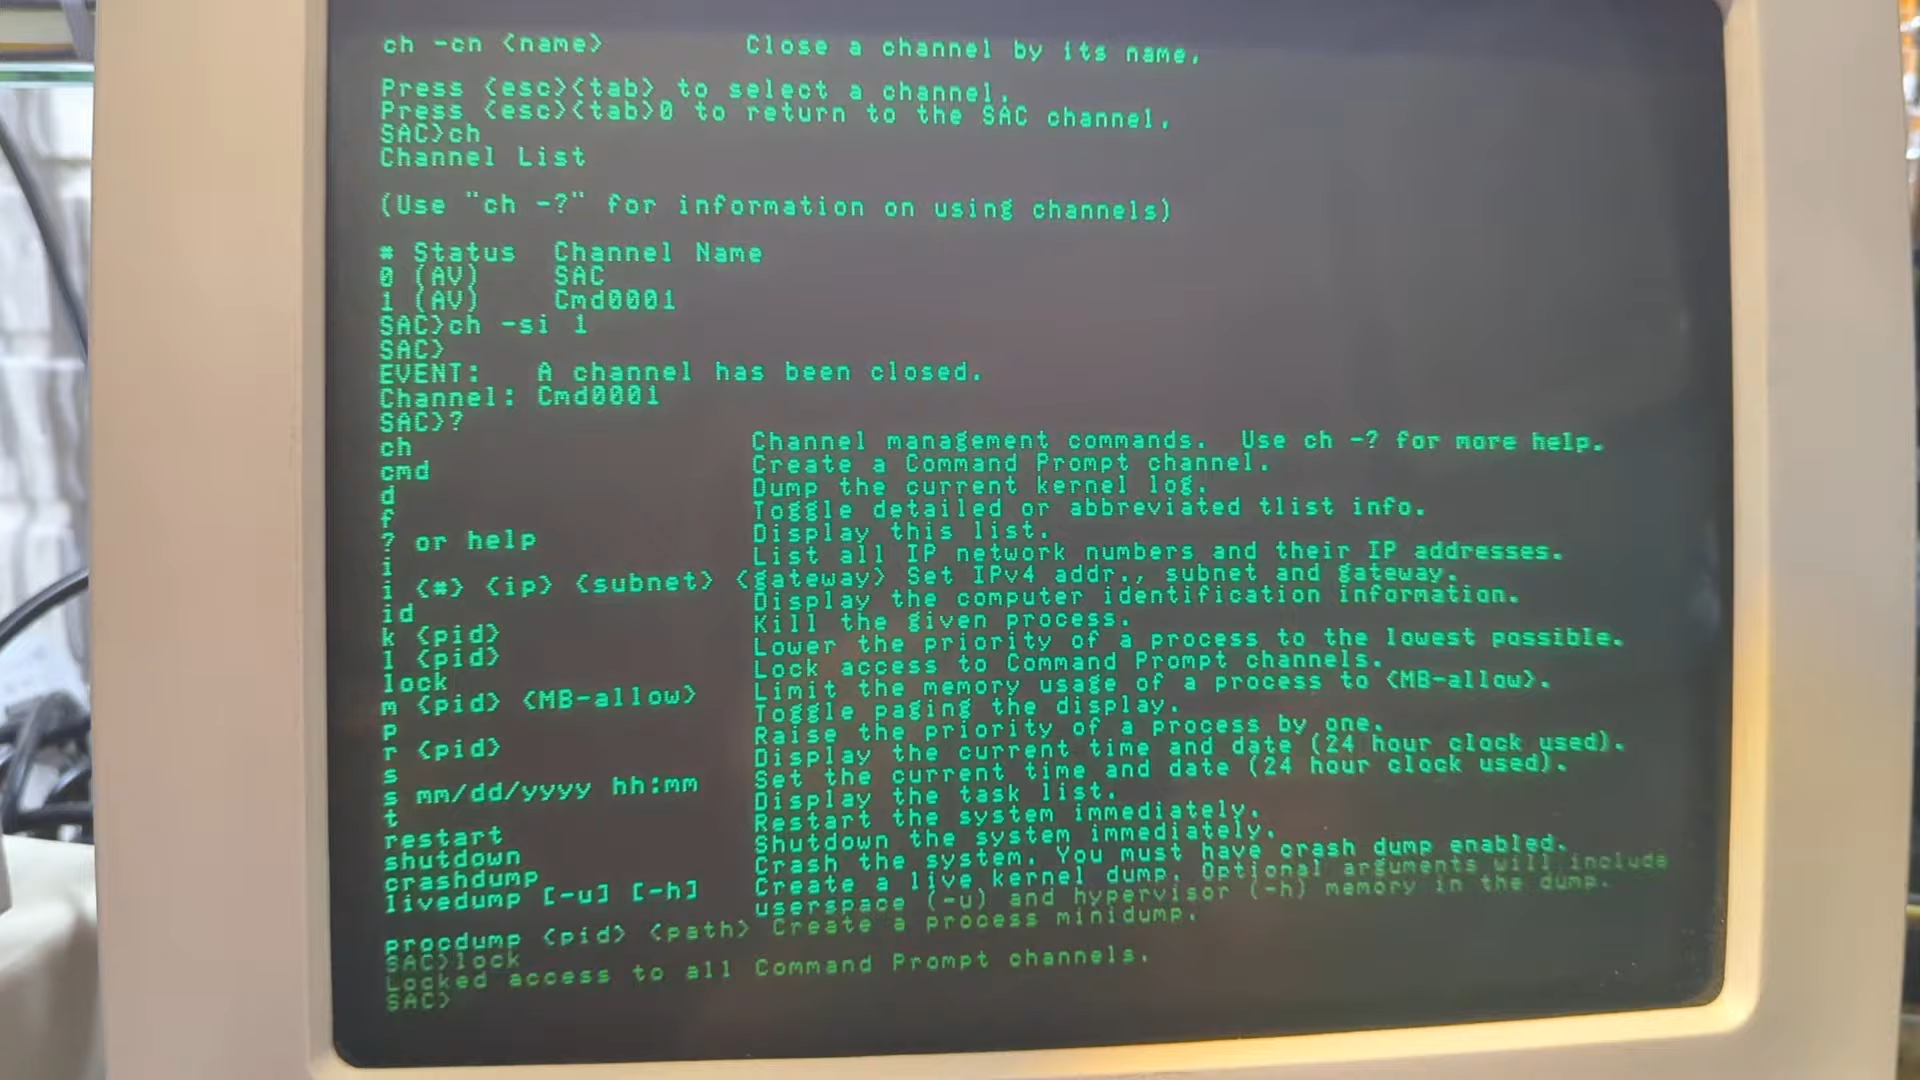 ch -cn <name>        Close a channel by its name.
Press <esc><tab> to select a channel.
Press <esc><tab>0 to return to the SAC channel.
SAC>ch
Channel List
(Use "ch -?" for information on using channels)
# Status  Channel Name
0 (AV)    SAC
1 (AV)    Cmd0001
SAC>ch -si 1
SAC>
EVENT:   A channel has been closed.
Channel: Cmd0001
SAC>?
ch                   Channel management commands.  Use ch -? for more help.
cmd                  Create a Command Prompt channel.
d                    Dump the current kernel log.
f                    Toggle detailed or abbreviated tlist info.
? or help            Display this list.
i                    List all IP network numbers and their IP addresses.
i <#> <ip> <subnet> <gateway> Set IPv4 addr., subnet and gateway.
id                   Display the computer identification information.
k <pid>              Kill the given process.
l <pid>              Lower the priority of a process to the lowest possible.
lock                 Lock access to Command Prompt channels.
m <pid> <MB-allow>   Limit the memory usage of a process to <MB-allow>.
p                    Toggle paging the display.
r <pid>              Raise the priority of a process by one.
s                    Display the current time and date (24 hour clock used).
s mm/dd/yyyy hh:mm   Set the current time and date (24 hour clock used).
t                    Display the task list.
restart              Restart the system immediately.
shutdown             Shutdown the system immediately.
crashdump            Crash the system. You must have crash dump enabled.
livedump [-u] [-h]   Create a live kernel dump. Optional arguments will include
                     userspace (-u) and hypervisor (-h) memory in the dump.
procdump <pid> <path> Create a process minidump.
SAC>lock
Locked access to all Command Prompt channels.
SAC>